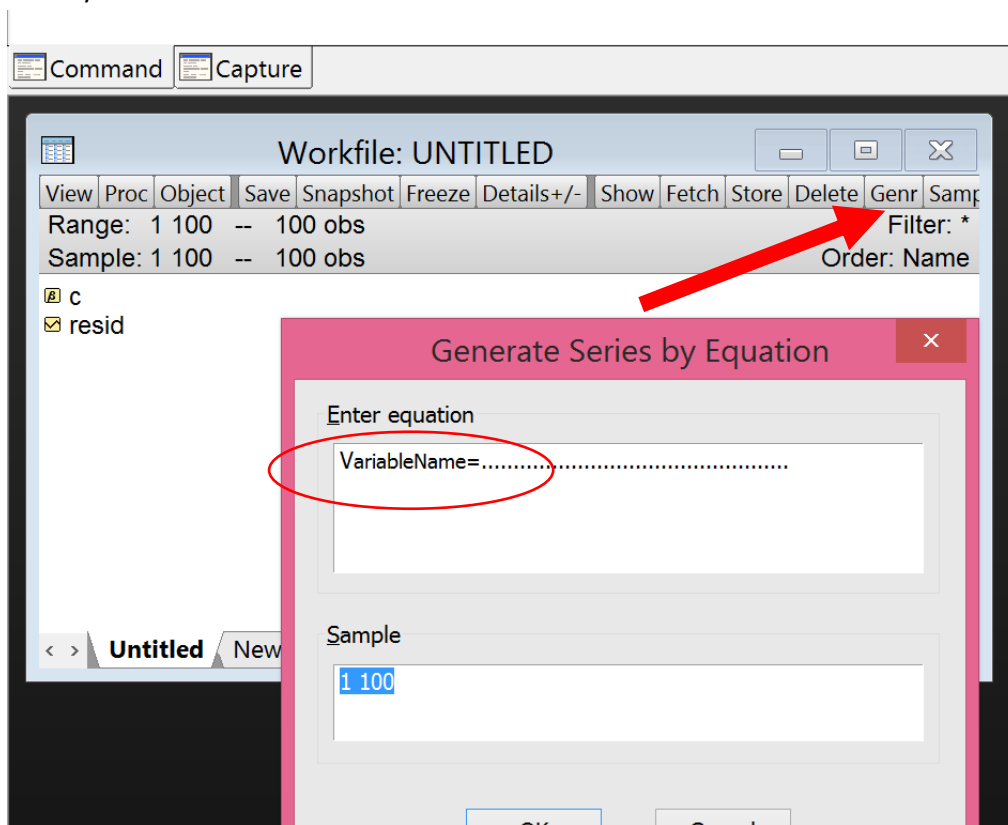 Command Capture
Workfile: UNTITLED
View Proc Object Save Snapshot Freeze Details+/- Show Fetch Store Delete Genr Samp
Range: 1 100 -- 100 obs Filter: *
Sample: 1 100 -- 100 obs Order: Name
c
resid
Generate Series by Equation
Enter equation
VariableName=.................................................
Sample
1 100
< > Untitled New